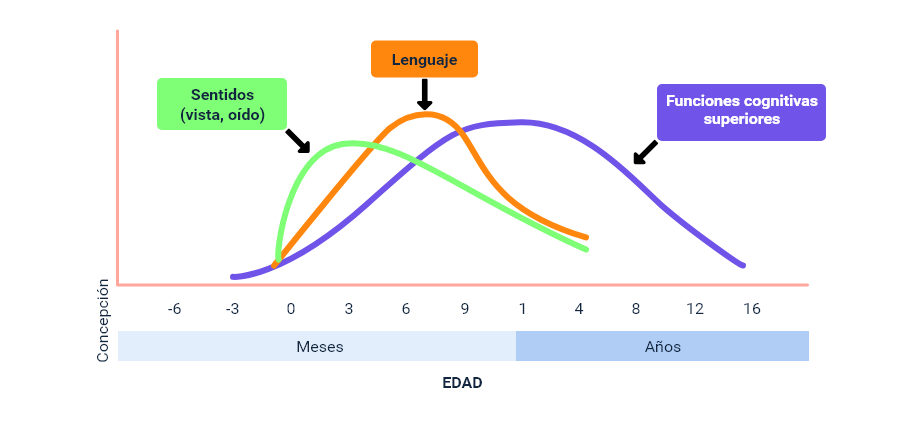 Lenguaje
Sentidos
(vista, oído)
Funciones cognitivas
superiores
Concepción
-6 -3 0 3 6 9 1 4 8 12 16
Meses Años
EDAD